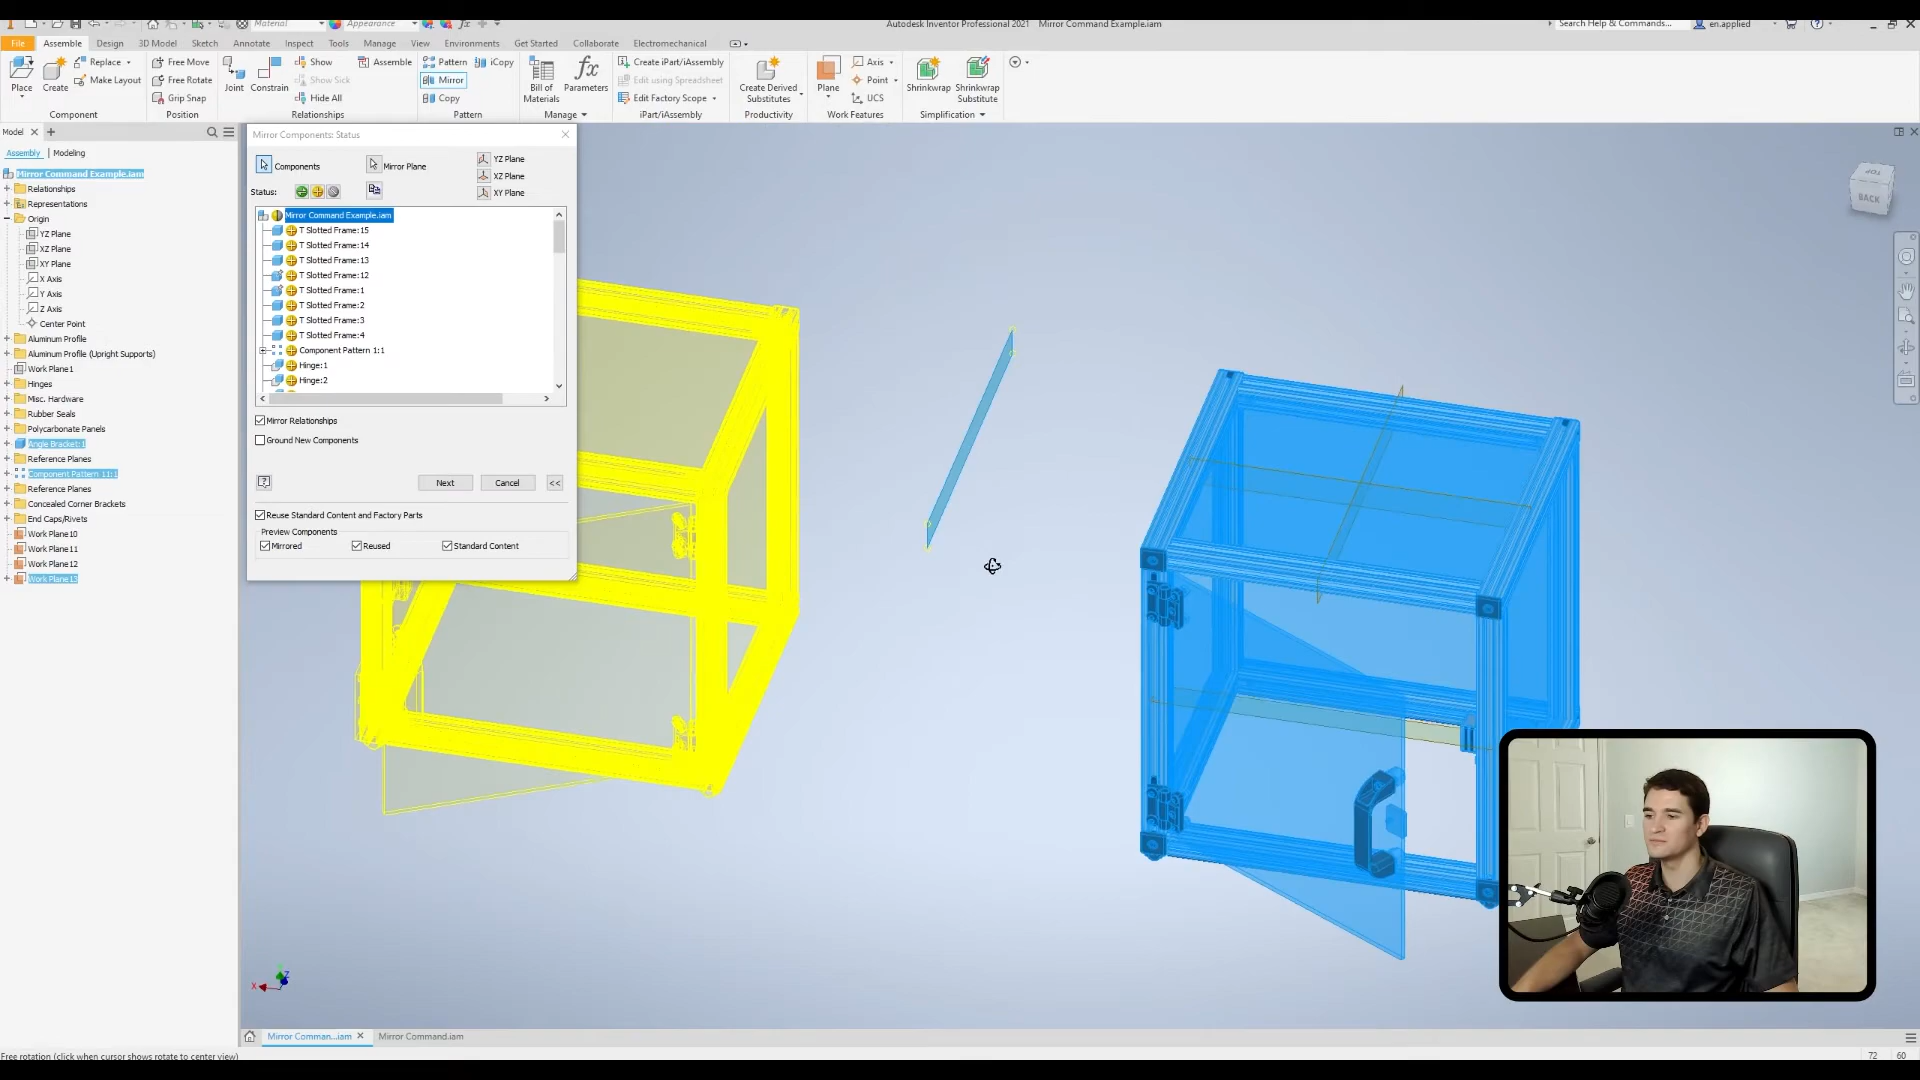 Material
Appearance
Autodesk Inventor Professional 2021 Mirror Command Example.iam
Search Help & Commands...
en.applied
File Assemble Design 3D Model Sketch Annotate Inspect Tools Manage View Environments Get Started Collaborate Electromechanical
Place
Create
Replace
Make Layout
Component
Free Move
Free Rotate
Grip Snap
Position
Joint
Constrain
Show
Show Sick
Hide All
Relationships
Assemble
Pattern
iCopy
Mirror
Copy
Pattern
Bill of
Materials
Parameters
Manage
Create iPart/iAssembly
Edit using Spreadsheet
Edit Factory Scope
iPart/iAssembly
Create Derived
Substitutes
Productivity
Plane
Axis
Point
UCS
Work Features
Shrinkwrap
Shrinkwrap
Substitute
Simplification
Model
Assembly | Modeling
Mirror Command Example.iam
Relationships
Representations
Origin
YZ Plane
XZ Plane
XY Plane
X Axis
Y Axis
Z Axis
Center Point
Aluminum Profile
Aluminum Profile (Upright Supports)
Work Plane1
Hinges
Misc. Hardware
Rubber Seals
Polycarbonate Panels
Angle Bracket:1
Reference Planes
Component Pattern 11:1
Reference Planes
Concealed Corner Brackets
End Caps/Rivets
Work Plane10
Work Plane11
Work Plane12
Work Plane13
Mirror Components: Status
Components
Mirror Plane
YZ Plane
XZ Plane
XY Plane
Status:
Mirror Command Example.iam
T Slotted Frame:15
T Slotted Frame:14
T Slotted Frame:13
T Slotted Frame:12
T Slotted Frame:1
T Slotted Frame:2
T Slotted Frame:3
T Slotted Frame:4
Component Pattern 1:1
Hinge:1
Hinge:2
Mirror Relationships
Ground New Components
Next
Cancel
<<
Reuse Standard Content and Factory Parts
Preview Components
Mirrored
Reused
Standard Content
TOP
BACK
X
Z
Mirror Comman...iam
Mirror Command.iam
Free rotation (click when cursor shows rotate to center view)
72 60